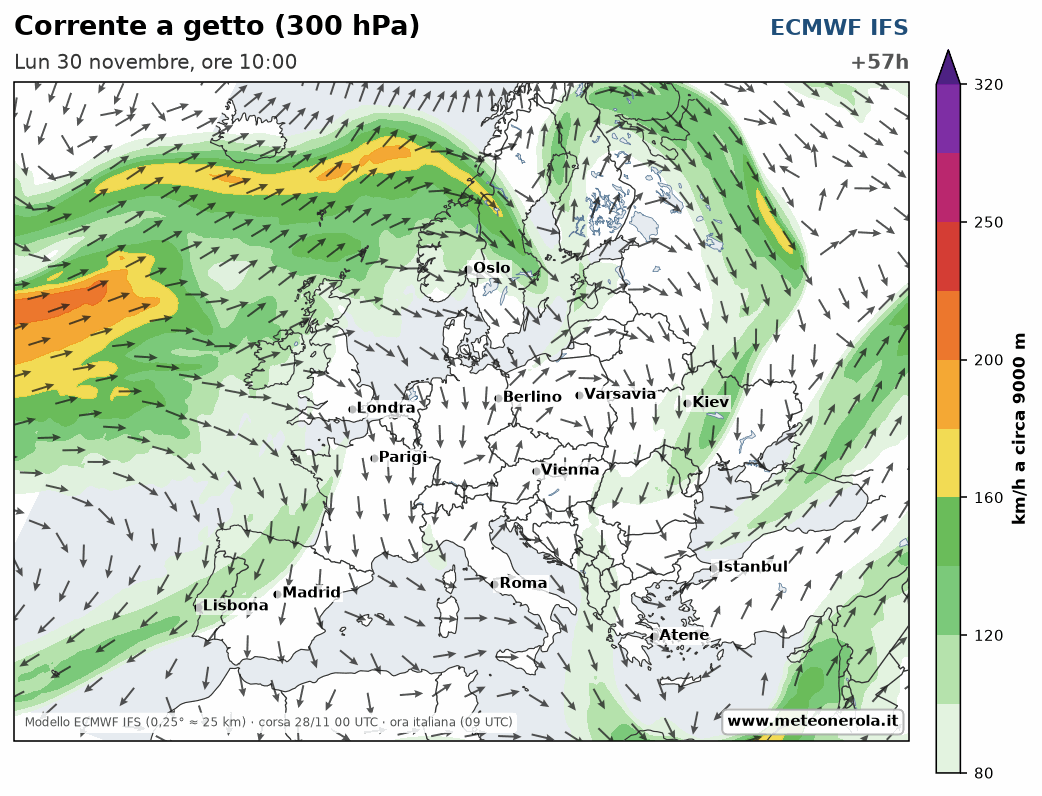 Corrente a getto (300 hPa)
ECMWF IFS
Lun 30 novembre, ore 10:00
+57h
320
250
200
160
120
80
km/h a circa 9000 m
Oslo
Londra
Berlino
Varsavia
Kiev
Parigi
Vienna
Istanbul
Roma
Madrid
Lisbona
Atene
Modello ECMWF IFS (0,25° ≈ 25 km) · corsa 28/11 00 UTC · ora italiana (09 UTC)
www.meteonerola.it